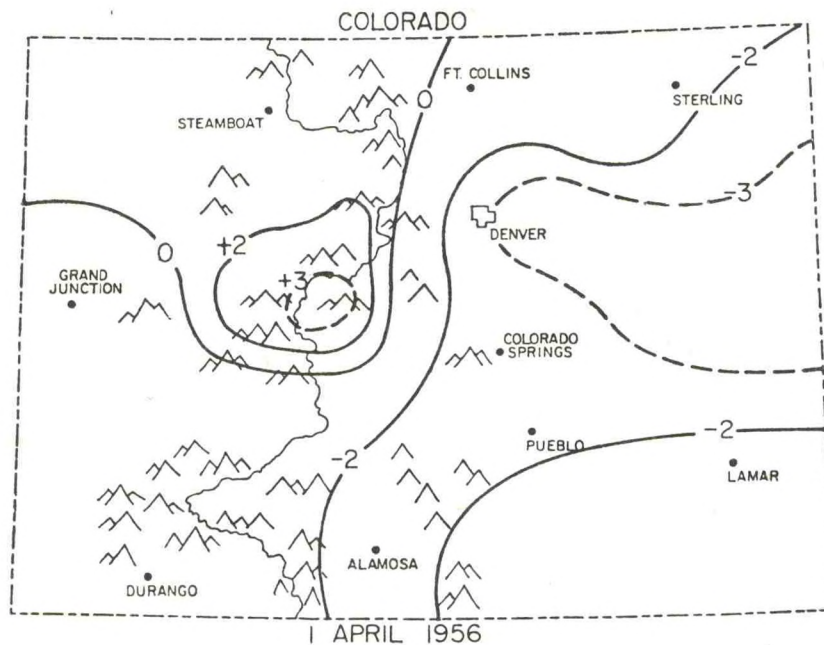 COLORADO
-2
FT. COLLINS
0
STERLING
STEAMBOAT
-3
DENVER
0
+2
+3
GRAND
JUNCTION
COLORADO
SPRINGS
PUEBLO
-2
-2
LAMAR
ALAMOSA
DURANGO
1 APRIL 1956